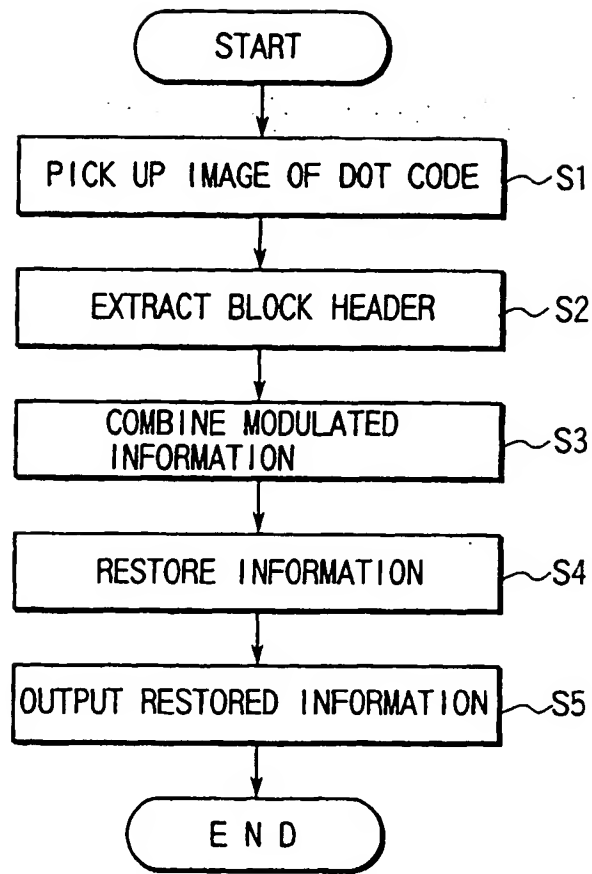 START
PICK UP IMAGE OF DOT CODE
S1
EXTRACT BLOCK HEADER
S2
COMBINE MODULATED
INFORMATION
S3
RESTORE INFORMATION
S4
OUTPUT RESTORED INFORMATION
S5
END